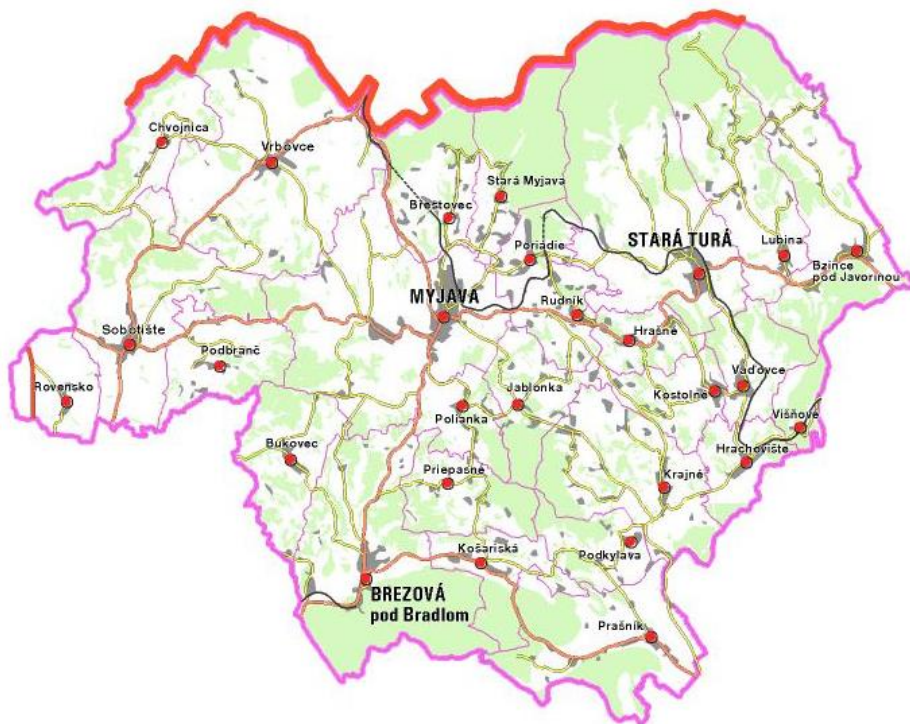 Chvojnica
Vrbovce
Stará Myjava
Brestovec
Poriadie
STARÁ TURÁ
Lubina
Bzince
pod Javorinou
MYJAVA
Rudník
Sobotište
Hrašné
Podbranč
Rovensko
Vaďovce
Kostolné
Jablonka
Polianka
Višňové
Bukovec
Hrachovište
Priepasné
Krajné
Košariská
Podkylava
BREZOVÁ
pod Bradlom
Prašník